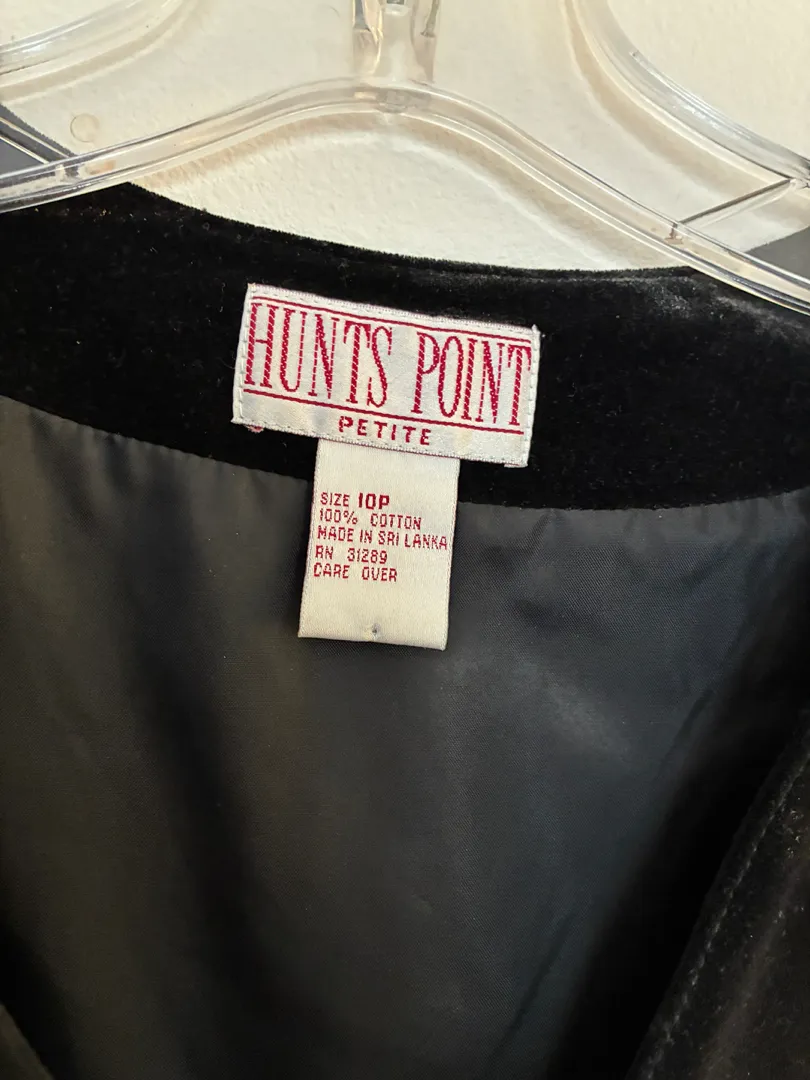 HUNTS POINT
PETITE
SIZE 10P
100% COTTON
MADE IN SRI LANKA
RN 31289
CARE OVER